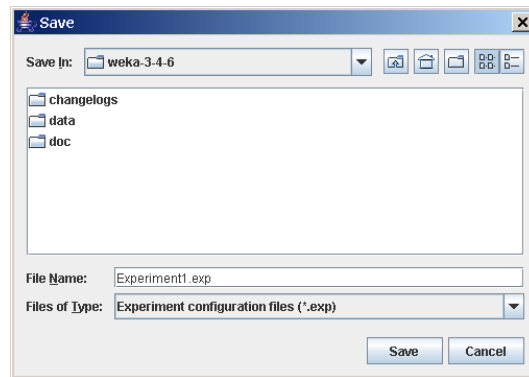 Save
Save In: weka-3-4-6
changelogs
data
doc
File Name: Experiment1.exp
Files of Type: Experiment configuration files (*.exp)
Save Cancel